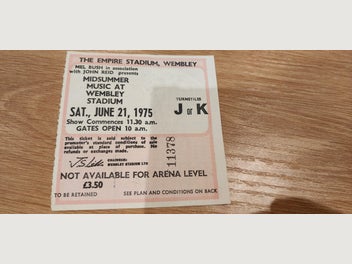 THE EMPIRE STADIUM, WEMBLEY
MEL BUSH in association
with JOHN REID presents
MIDSUMMER
MUSIC AT
WEMBLEY
STADIUM
SAT., JUNE 21, 1975
Show Commences 11.30 a.m.
GATES OPEN 10 a.m.
TURNSTILES
J or K
This ticket is sold subject to the
promoter's standard conditions of sale
available at place of purchase. No
refunds or exchanges made.
CHAIRMAN:
WEMBLEY STADIUM LTD
11378
NOT AVAILABLE FOR ARENA LEVEL
£3.50
TO BE RETAINED
SEE PLAN AND CONDITIONS ON BACK